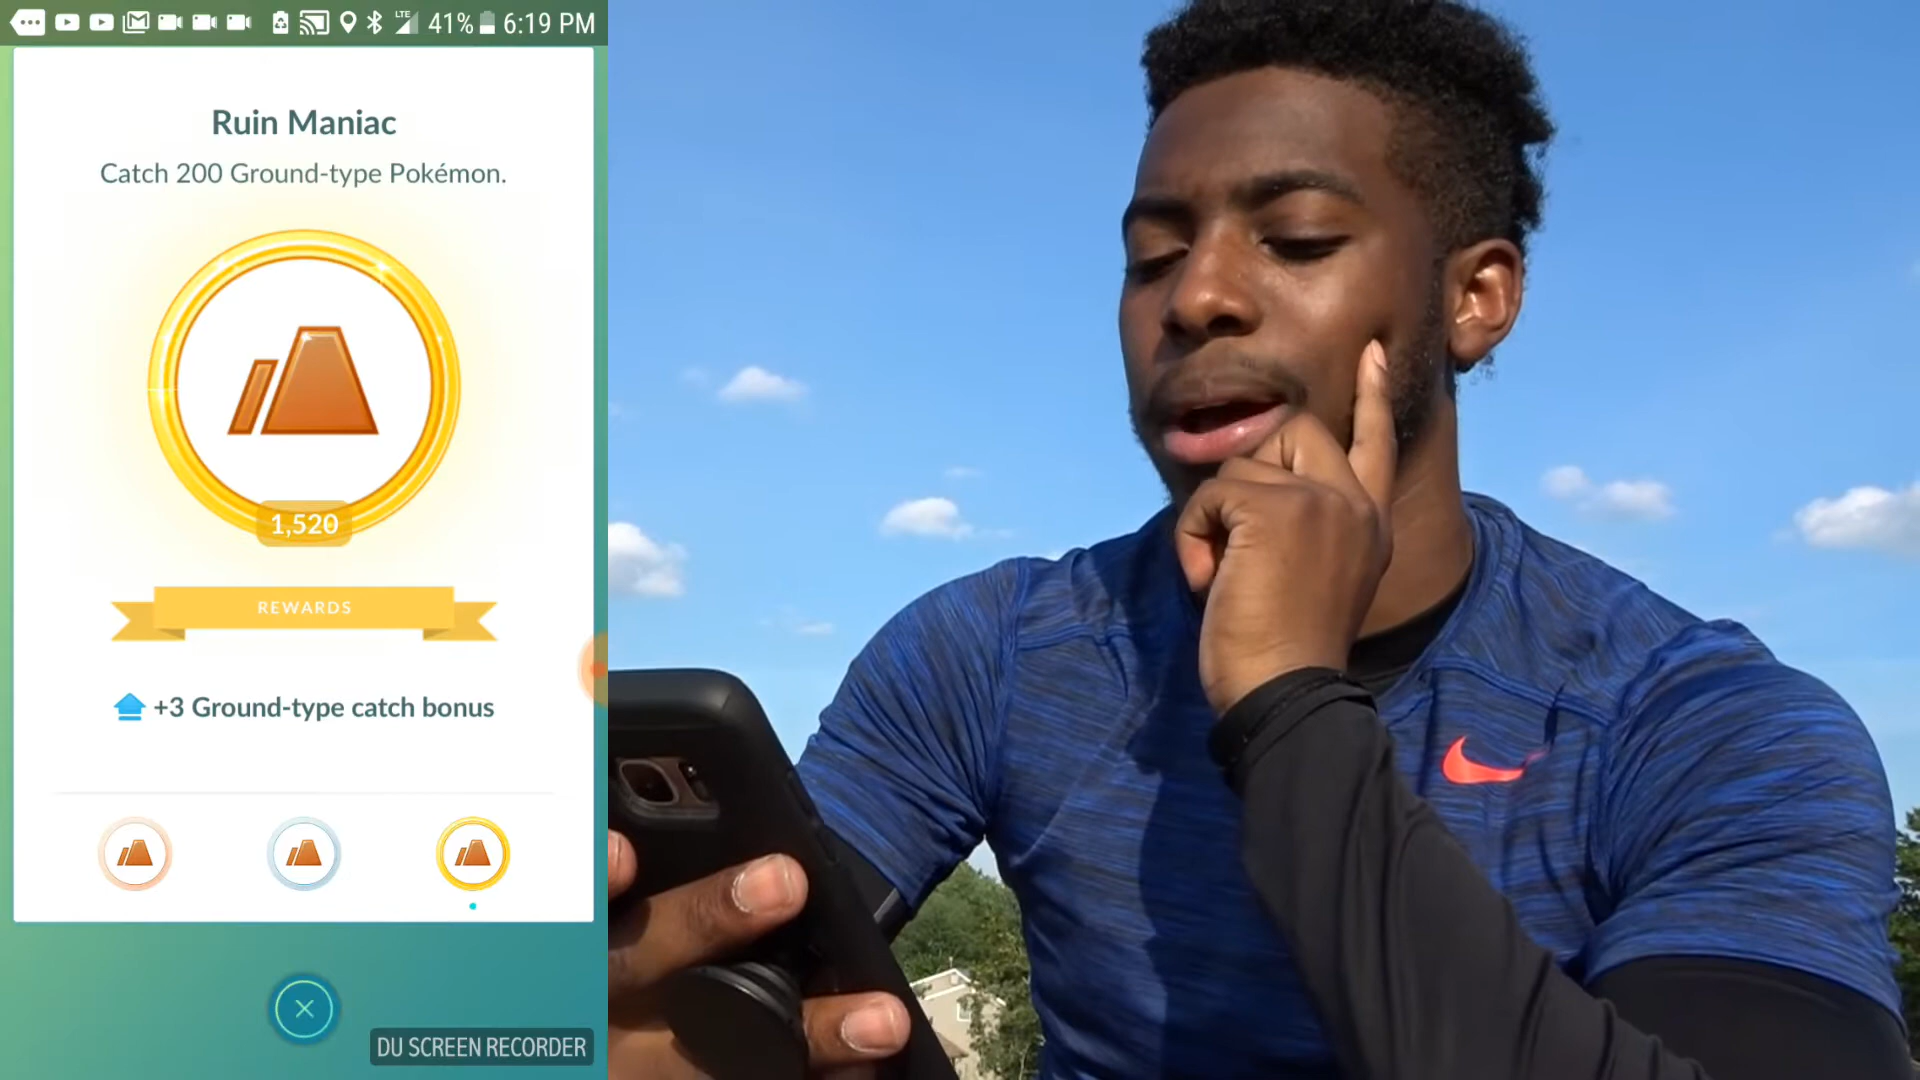 LTE 41% 6:19 PM
Ruin Maniac
Catch 200 Ground-type Pokémon.
1,520
REWARDS
+3 Ground-type catch bonus
DU SCREEN RECORDER